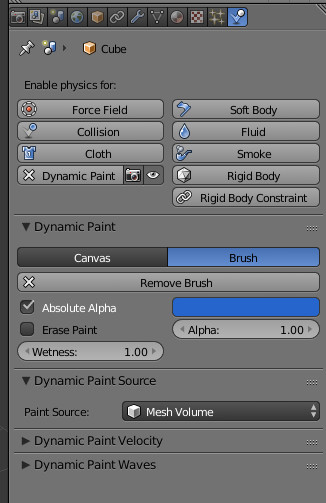 Cube
Enable physics for:
Force Field Soft Body
Collision Fluid
Cloth Smoke
Dynamic Paint Rigid Body
Rigid Body Constraint
Dynamic Paint
Canvas Brush
Remove Brush
Absolute Alpha
Erase Paint Alpha: 1.00
Wetness: 1.00
Dynamic Paint Source
Paint Source: Mesh Volume
Dynamic Paint Velocity
Dynamic Paint Waves